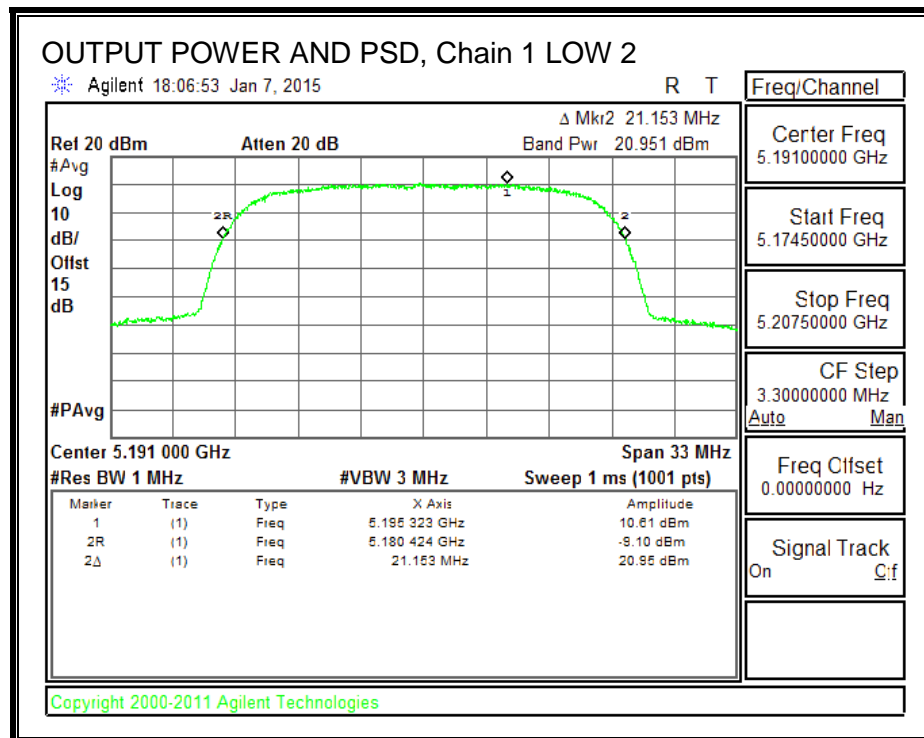 OUTPUT POWER AND PSD, Chain 1 LOW 2
Agilent 18:06:53 Jan 7, 2015
R T
Freq/Channel
Δ Mkr2 21.153 MHz
Ref 20 dBm Atten 20 dB Band Pwr 20.951 dBm
#Avg
Log
10
dB/
Offst
15
dB
#PAvg
2R
1
2
Center 5.191 000 GHz Span 33 MHz
#Res BW 1 MHz #VBW 3 MHz Sweep 1 ms (1001 pts)
Marker Trace Type X Axis Amplitude
1 (1) Freq 5.195 323 GHz 10.61 dBm
2R (1) Freq 5.180 424 GHz -9.10 dBm
2Δ (1) Freq 21.153 MHz 20.95 dBm
Center Freq
5.19100000 GHz
Start Freq
5.17450000 GHz
Stop Freq
5.20750000 GHz
CF Step
3.30000000 MHz
Auto Man
Freq Offset
0.00000000 Hz
Signal Track
On Off
Copyright 2000-2011 Agilent Technologies